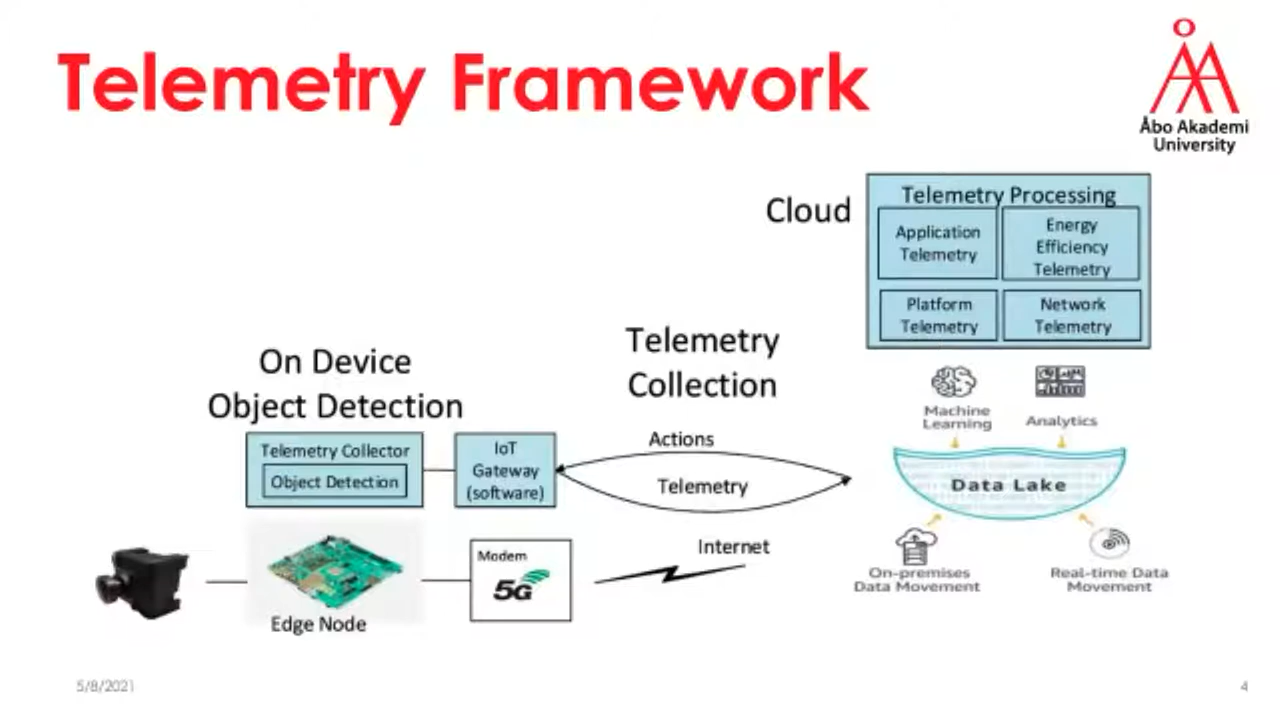 Telemetry Framework
Åbo Akademi
University
Cloud
Telemetry Processing
Application
Telemetry
Energy
Efficiency
Telemetry
Platform
Telemetry
Network
Telemetry
On Device
Object Detection
Telemetry
Collection
Machine
Learning
Analytics
Telemetry Collector
Object Detection
IoT
Gateway
(software)
Actions
Telemetry
Data Lake
Internet
Modem
5G
Edge Node
On-premises
Data Movement
Real-time Data
Movement
5/8/2021
4